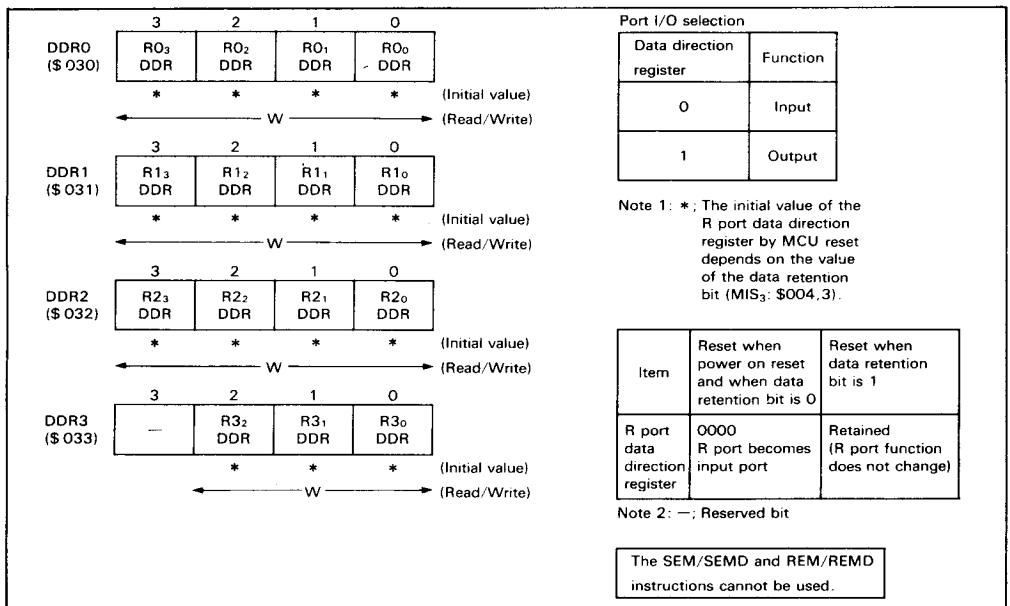 3 2 1 0
DDR0 ($ 030) R0₃ DDR R0₂ DDR R0₁ DDR R0₀ DDR
* * * * (Initial value)
W (Read/Write)
3 2 1 0
DDR1 ($ 031) R1₃ DDR R1₂ DDR R1₁ DDR R1₀ DDR
* * * * (Initial value)
W (Read/Write)
3 2 1 0
DDR2 ($ 032) R2₃ DDR R2₂ DDR R2₁ DDR R2₀ DDR
* * * * (Initial value)
W (Read/Write)
3 2 1 0
DDR3 ($ 033) — R3₂ DDR R3₁ DDR R3₀ DDR
* * * (Initial value)
W (Read/Write)
Port I/O selection
Data direction register Function
0 Input
1 Output
Note 1: *; The initial value of the
R port data direction
register by MCU reset
depends on the value
of the data retention
bit (MIS₃: $004,3).
Item
Reset when
power on reset
and when data
retention bit is 0
Reset when
data retention
bit is 1
R port
data
direction
register
0000
R port becomes
input port
Retained
(R port function
does not change)
Note 2: —; Reserved bit
The SEM/SEMD and REM/REMD
instructions cannot be used.